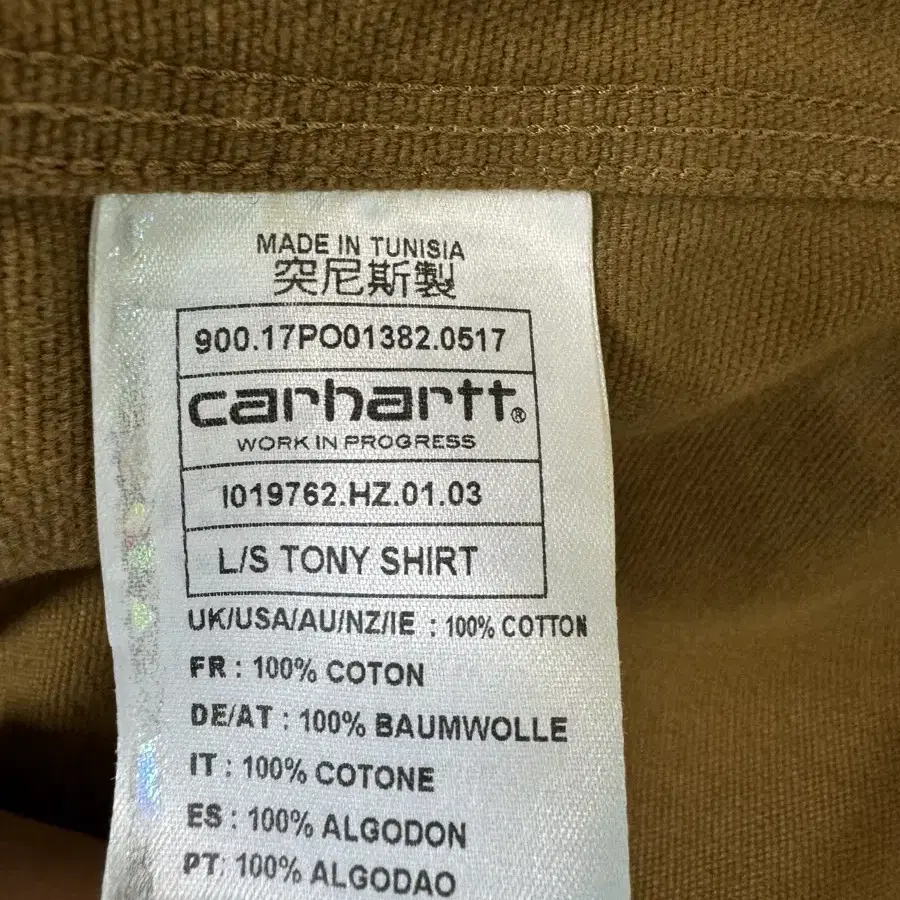 MADE IN TUNISIA
突尼斯製
900.17PO01382.0517
carhartt®
WORK IN PROGRESS
I019762.HZ.01.03
L/S TONY SHIRT
UK/USA/AU/NZ/IE : 100% COTTON
FR : 100% COTON
DE/AT : 100% BAUMWOLLE
IT : 100% COTONE
ES : 100% ALGODON
PT: 100% ALGODAO